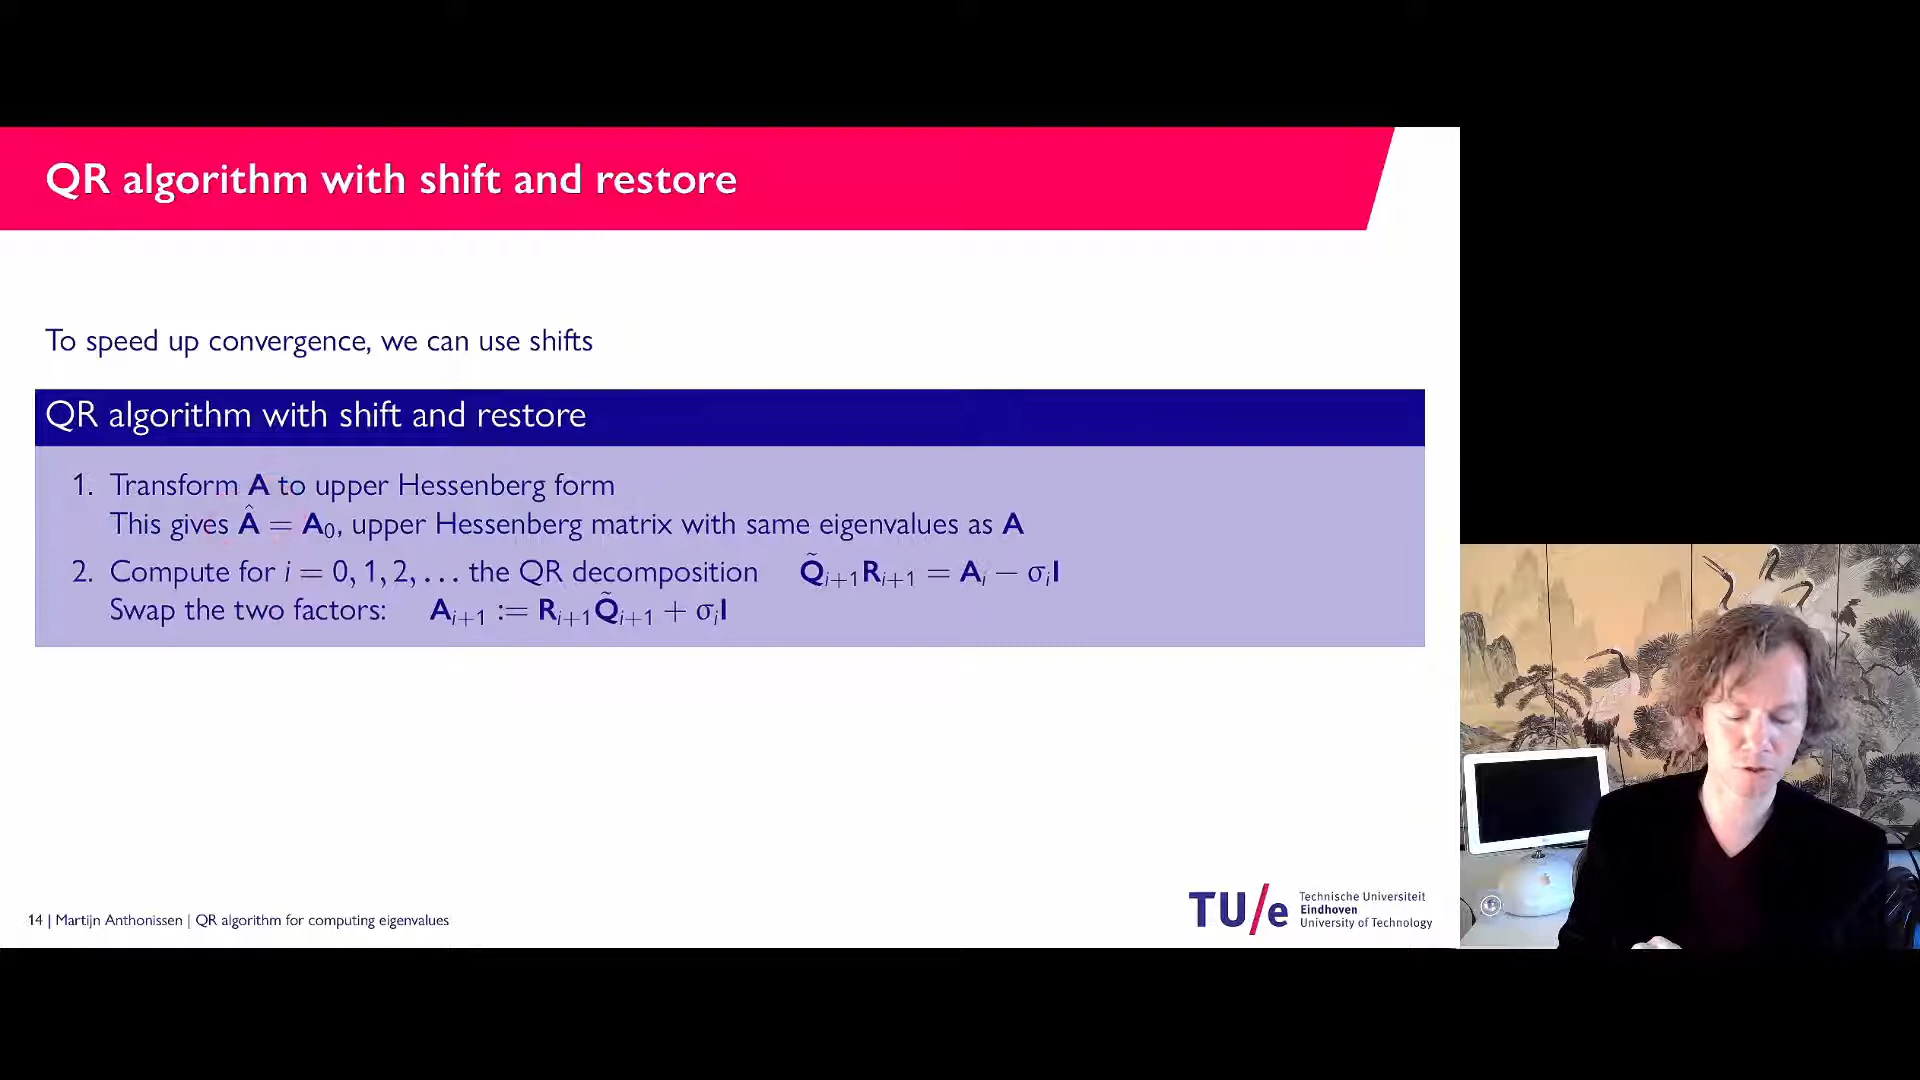 QR algorithm with shift and restore
To speed up convergence, we can use shifts
QR algorithm with shift and restore
1. Transform A to upper Hessenberg form
This gives Â = A₀, upper Hessenberg matrix with same eigenvalues as A
2. Compute for i = 0, 1, 2, … the QR decomposition Q̃ᵢ₊₁Rᵢ₊₁ = Aᵢ − σᵢI
Swap the two factors: Aᵢ₊₁ := Rᵢ₊₁Q̃ᵢ₊₁ + σᵢI
14 | Martijn Anthonissen | QR algorithm for computing eigenvalues
TU/e
Technische Universiteit
Eindhoven
University of Technology